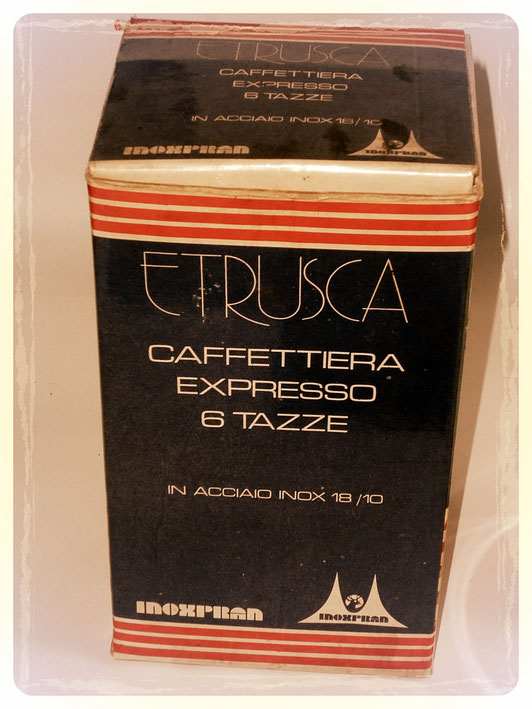 ETRUSCA
CAFFETTIERA
EXPRESSO
6 TAZZE
IN ACCIAIO INOX 18/10
INOXPRAN
INOXPRAN
ETRUSCA
CAFFETTIERA
EXPRESSO
6 TAZZE
IN ACCIAIO INOX 18/10
INOXPRAN
INOXPRAN